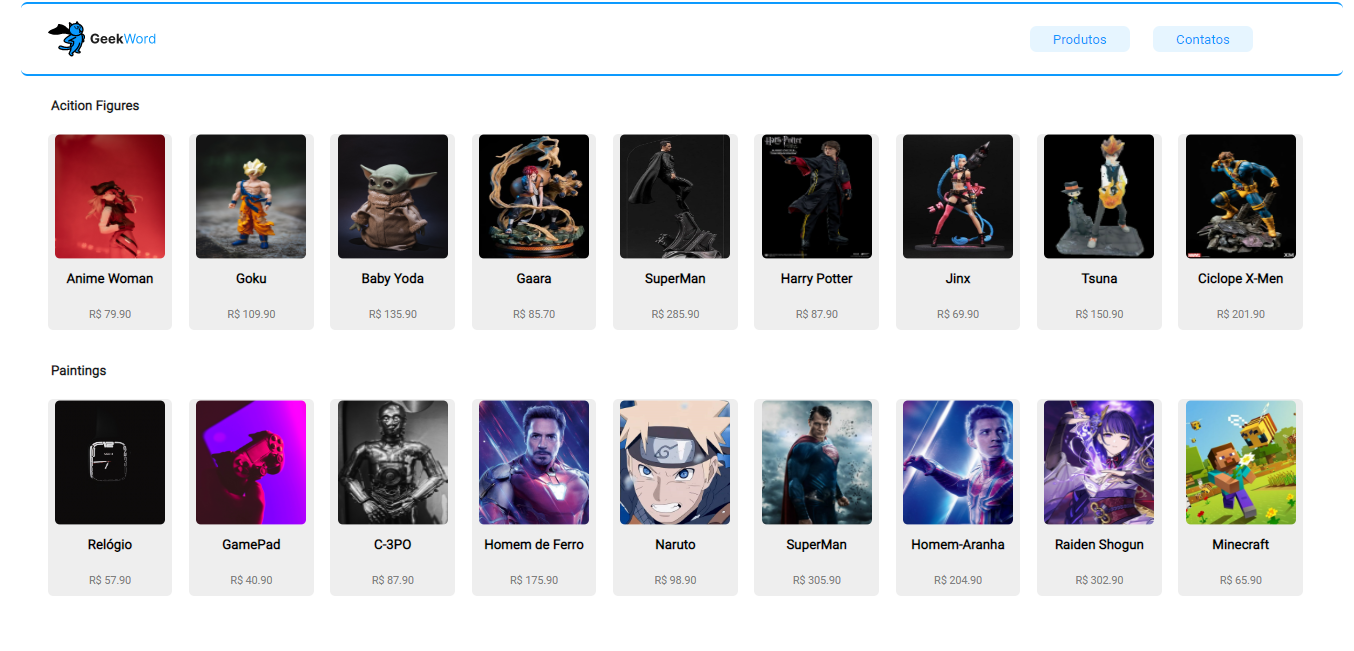 GeekWord
Produtos
Contatos
Acition Figures
Harry Potter
Anime Woman
Goku
Baby Yoda
Gaara
SuperMan
Harry Potter
Jinx
Tsuna
Ciclope X-Men
R$ 79.90
R$ 109.90
R$ 135.90
R$ 85.70
R$ 285.90
R$ 87.90
R$ 69.90
R$ 150.90
R$ 201.90
Paintings
Relógio
GamePad
C-3PO
Homem de Ferro
Naruto
SuperMan
Homem-Aranha
Raiden Shogun
Minecraft
R$ 57.90
R$ 40.90
R$ 87.90
R$ 175.90
R$ 98.90
R$ 305.90
R$ 204.90
R$ 302.90
R$ 65.90